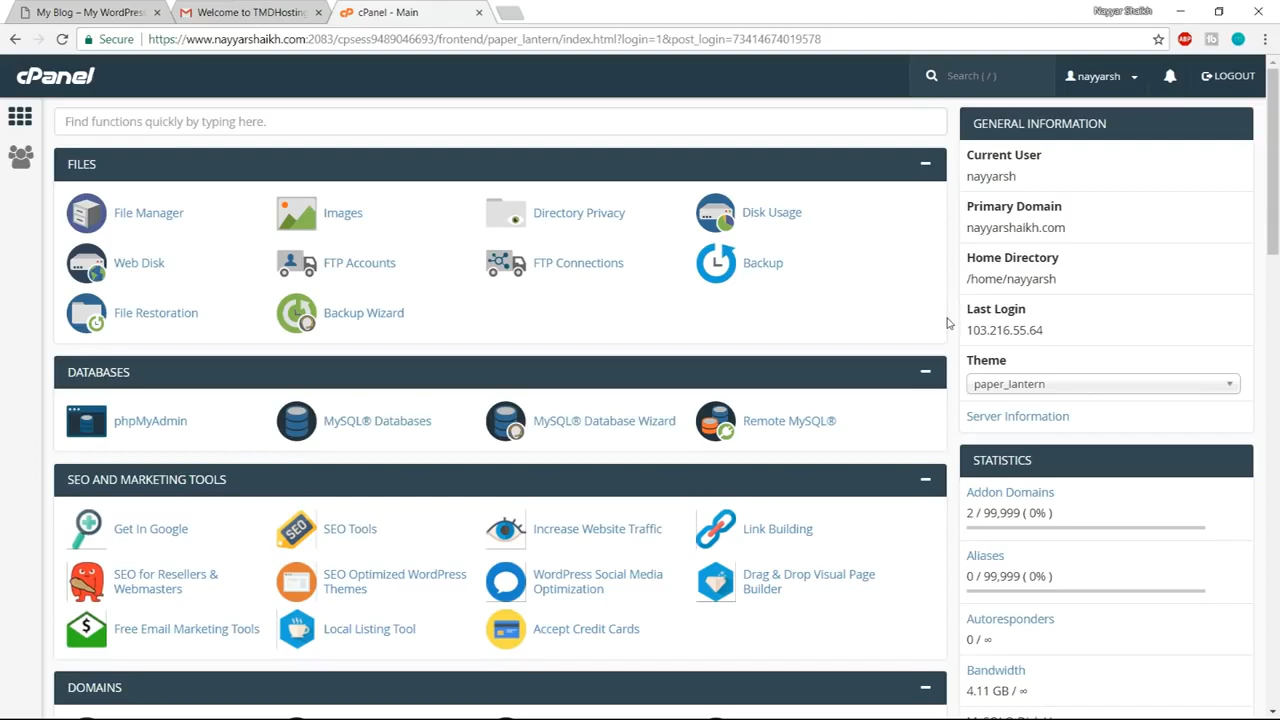 My Blog – My WordPress
Welcome to TMDHosting
cPanel - Main
Nayyar Shaikh
Secure
https://www.nayyarshaikh.com:2083/cpsess9489046693/frontend/paper_lantern/index.html?login=1&post_login=73414674019578
ABP
cPanel
Search ( / )
nayyarsh
LOGOUT
Find functions quickly by typing here.
FILES
File Manager
Images
Directory Privacy
Disk Usage
Web Disk
FTP Accounts
FTP Connections
Backup
File Restoration
Backup Wizard
DATABASES
phpMyAdmin
MySQL® Databases
MySQL® Database Wizard
Remote MySQL®
SEO AND MARKETING TOOLS
Get In Google
SEO
SEO Tools
Increase Website Traffic
Link Building
SEO for Resellers &
Webmasters
SEO Optimized WordPress
Themes
WordPress Social Media
Optimization
Drag & Drop Visual Page
Builder
$
Free Email Marketing Tools
Local Listing Tool
Accept Credit Cards
DOMAINS
GENERAL INFORMATION
Current User
nayyarsh
Primary Domain
nayyarshaikh.com
Home Directory
/home/nayyarsh
Last Login
103.216.55.64
Theme
paper_lantern
Server Information
STATISTICS
Addon Domains
2 / 99,999 ( 0% )
Aliases
0 / 99,999 ( 0% )
Autoresponders
0 / ∞
Bandwidth
4.11 GB / ∞